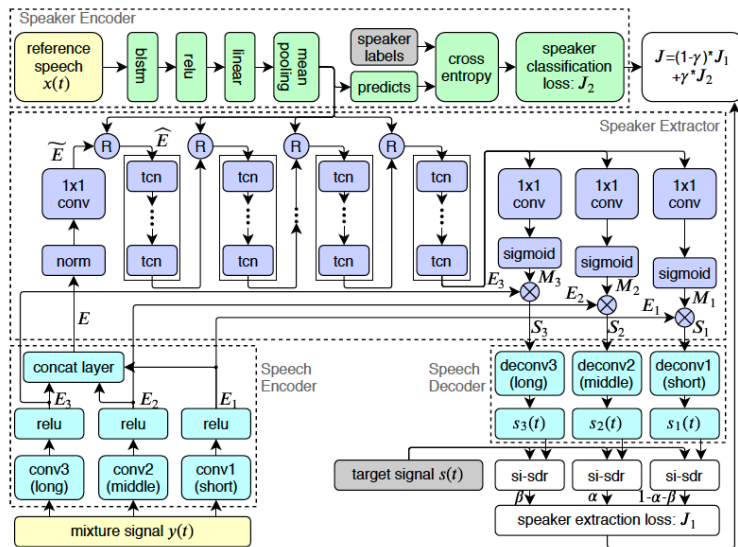 Speaker Encoder
reference
speech
x(t)
blstm
relu
linear
mean
pooling
speaker
labels
predicts
cross
entropy
speaker
classification
loss: J₂
J=(1-γ)*J₁
+γ*J₂
Speaker Extractor
Ẽ
R
Ê
R
R
R
1x1
conv
norm
E
tcn
tcn
tcn
tcn
tcn
tcn
tcn
tcn
1x1
conv
1x1
conv
1x1
conv
sigmoid
sigmoid
sigmoid
E₃
M₃
E₂
M₂
E₁
M₁
S₃
S₂
S₁
concat layer
Speech
Encoder
E₃
E₂
E₁
relu
relu
relu
conv3
(long)
conv2
(middle)
conv1
(short)
mixture signal y(t)
Speech
Decoder
deconv3
(long)
deconv2
(middle)
deconv1
(short)
s₃(t)
s₂(t)
s₁(t)
target signal s(t)
si-sdr
si-sdr
si-sdr
β
α
1-α-β
speaker extraction loss: J₁